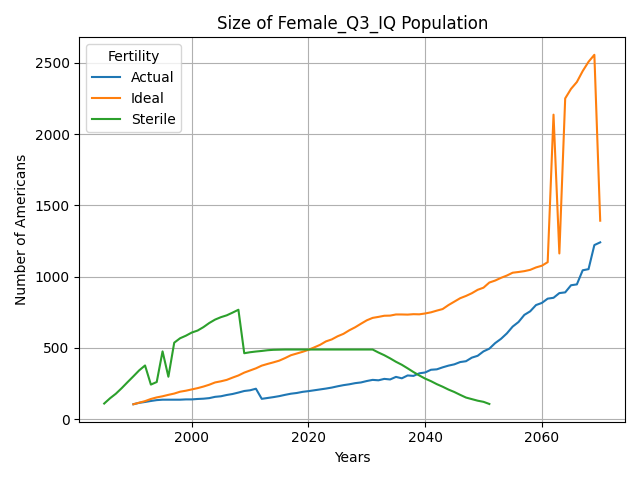 Size of Female_Q3_IQ Population
Fertility
Actual
Ideal
Sterile
Number of Americans
2500
2000
1500
1000
500
0
2000
2020
2040
2060
Years